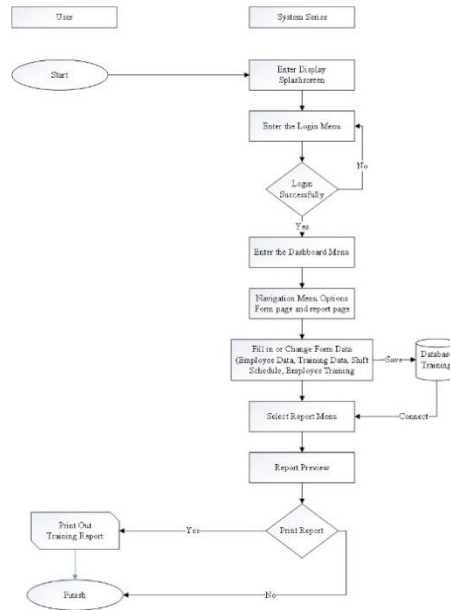 User
System Series
Start
Enter Display
Splashscreen
Enter the Login Menu
No
Login
Successfully
Yes
Enter the Dashboard Menu
Navigation Menu Options
Form page and report page
Fill in or Change Form Data
(Employee Data, Training Data, Shift
Schedule, Employee Training
Save
Database
Training
Select Report Menu
Connect
Report Preview
Print Out
Training Report
Yes
Print Report
No
Finish